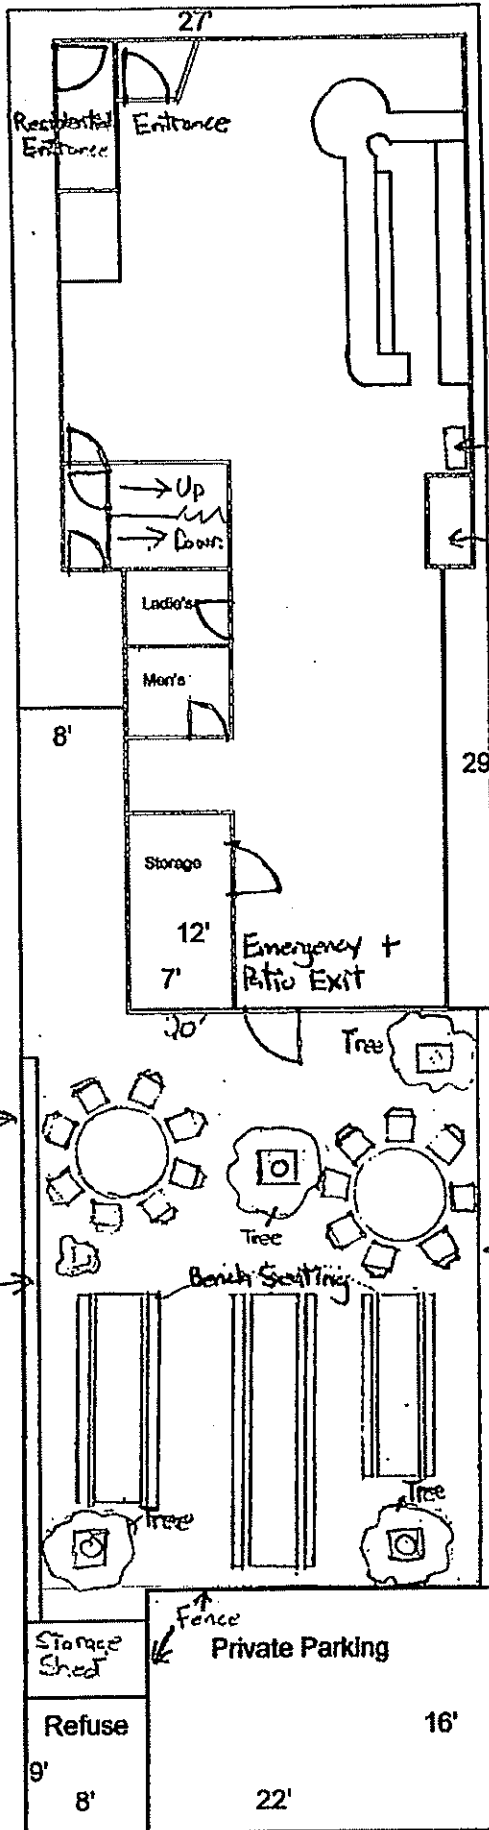 27'
Residential
Entrance
Entrance
Up
Down
Ladie's
Men's
8'
29
Storage
12'
7'
Emergency +
Patio Exit
20'
Tree
Tree
Bench Seatting
Tree
Tree
Fence
Storage
Shed
Private Parking
Refuse
16'
9'
8'
22'